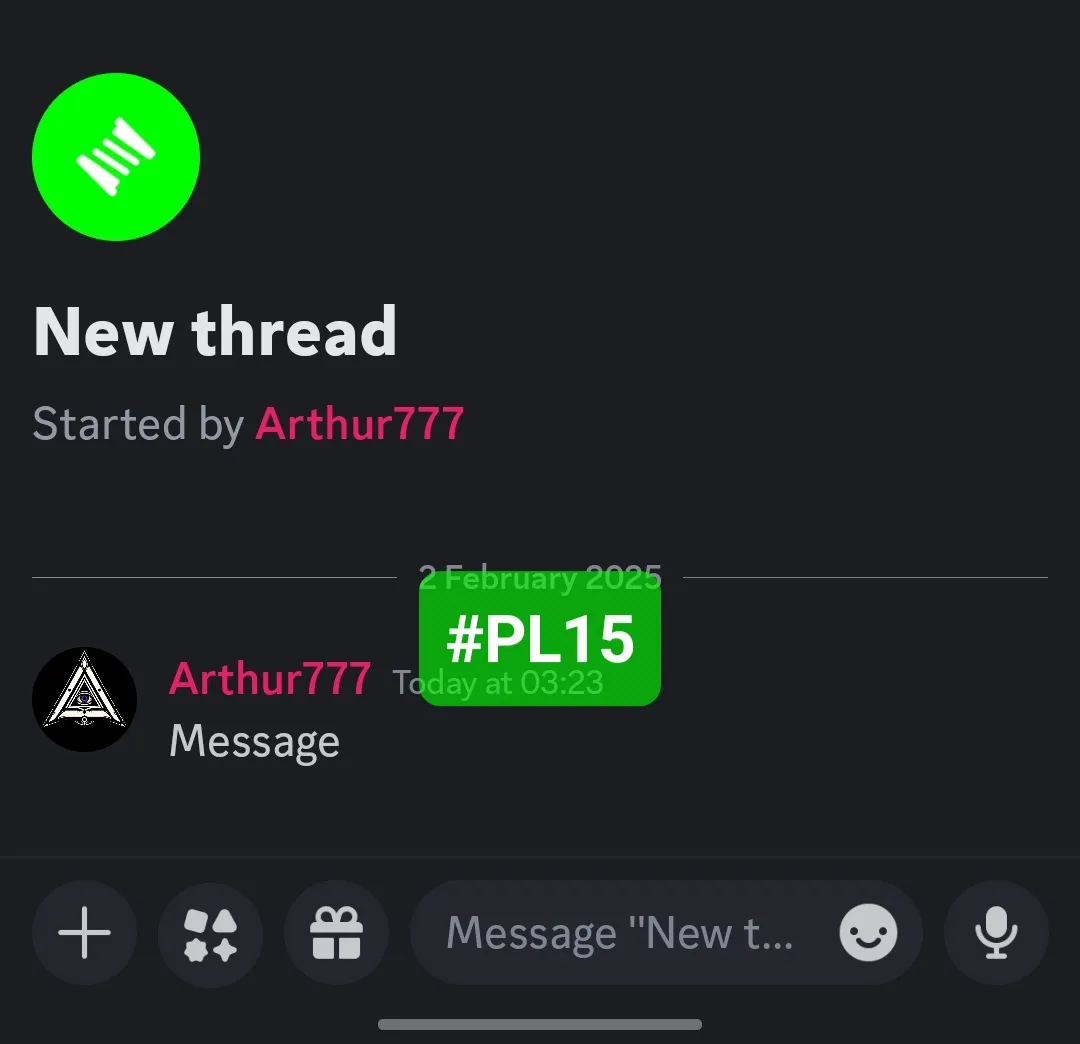 New thread
Started by Arthur777
2 February 2025
#PL15
Arthur777 Today at 03:23
Message
Message "New t...